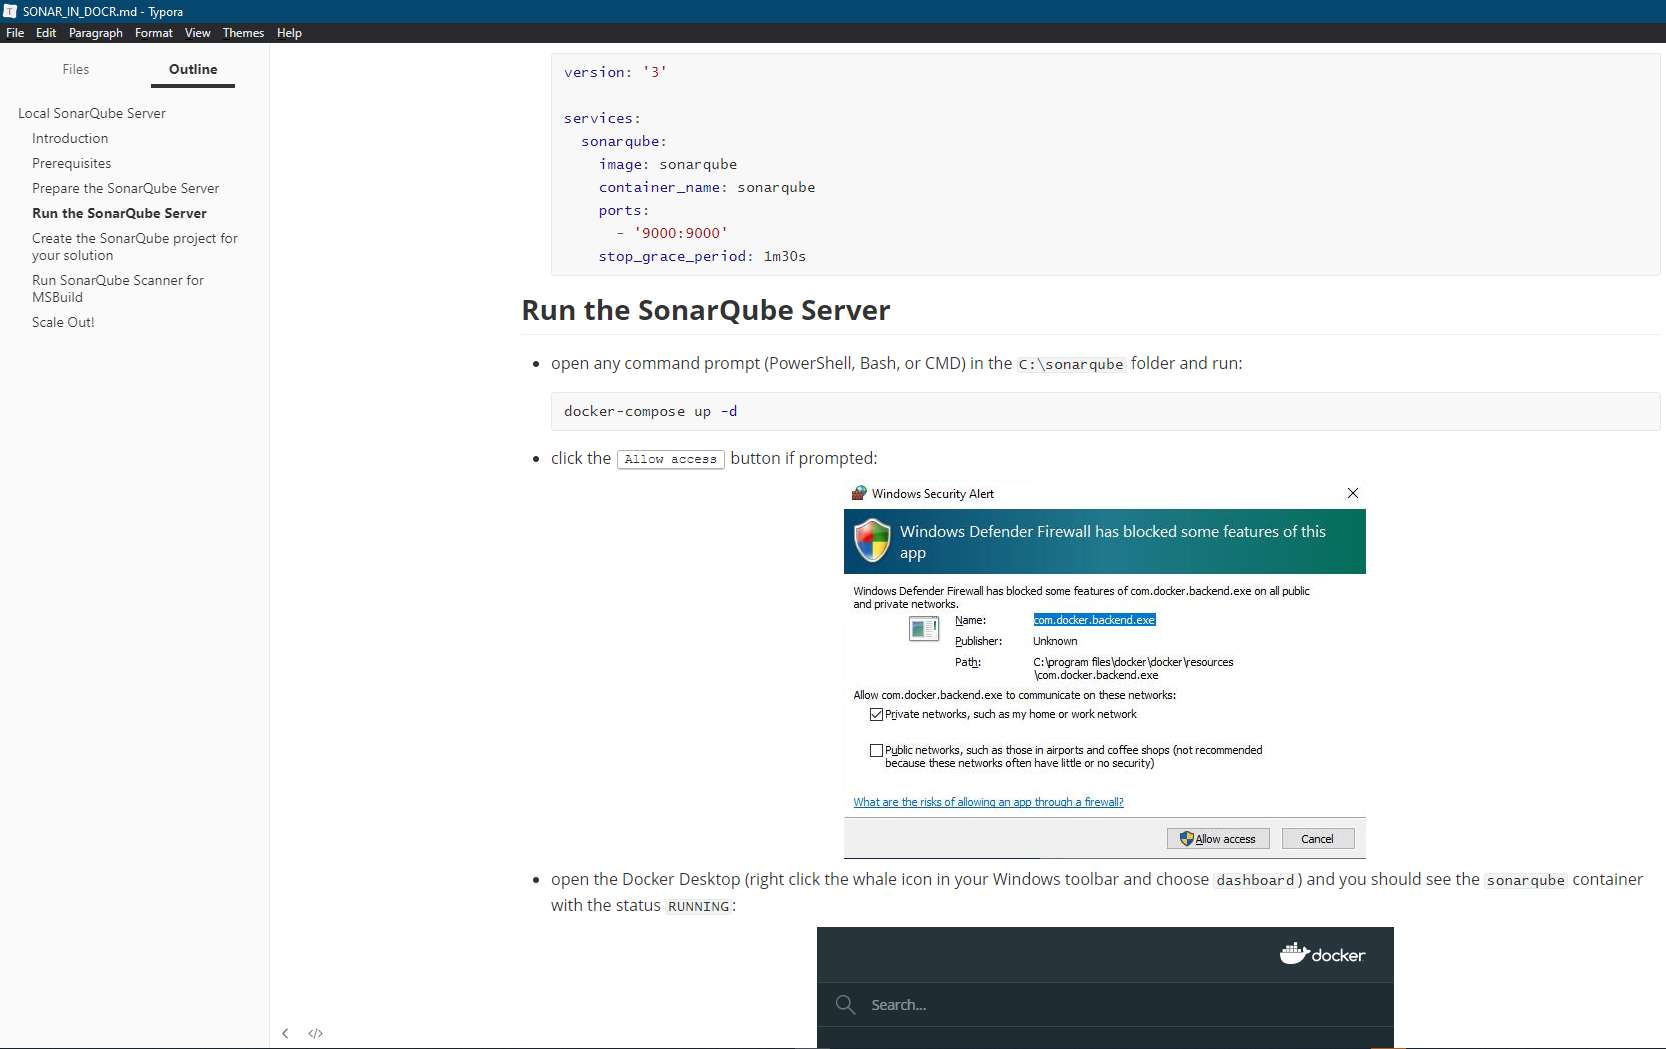 SONAR_IN_DOCR.md - Typora
File Edit Paragraph Format View Themes Help
Files Outline
Local SonarQube Server
Introduction
Prerequisites
Prepare the SonarQube Server
Run the SonarQube Server
Create the SonarQube project for
your solution
Run SonarQube Scanner for
MSBuild
Scale Out!
version: '3'
services:
sonarqube:
image: sonarqube
container_name: sonarqube
ports:
- '9000:9000'
stop_grace_period: 1m30s
Run the SonarQube Server
• open any command prompt (PowerShell, Bash, or CMD) in the C:\sonarqube folder and run:
docker-compose up -d
• click the Allow access button if prompted:
Windows Security Alert
Windows Defender Firewall has blocked some features of this
app
Windows Defender Firewall has blocked some features of com.docker.backend.exe on all public
and private networks.
Name: com.docker.backend.exe
Publisher: Unknown
Path: C:\program files\docker\docker\resources
\com.docker.backend.exe
Allow com.docker.backend.exe to communicate on these networks:
Private networks, such as my home or work network
Public networks, such as those in airports and coffee shops (not recommended
because these networks often have little or no security)
What are the risks of allowing an app through a firewall?
Allow access Cancel
• open the Docker Desktop (right click the whale icon in your Windows toolbar and choose dashboard) and you should see the sonarqube container
with the status RUNNING:
docker
Search...